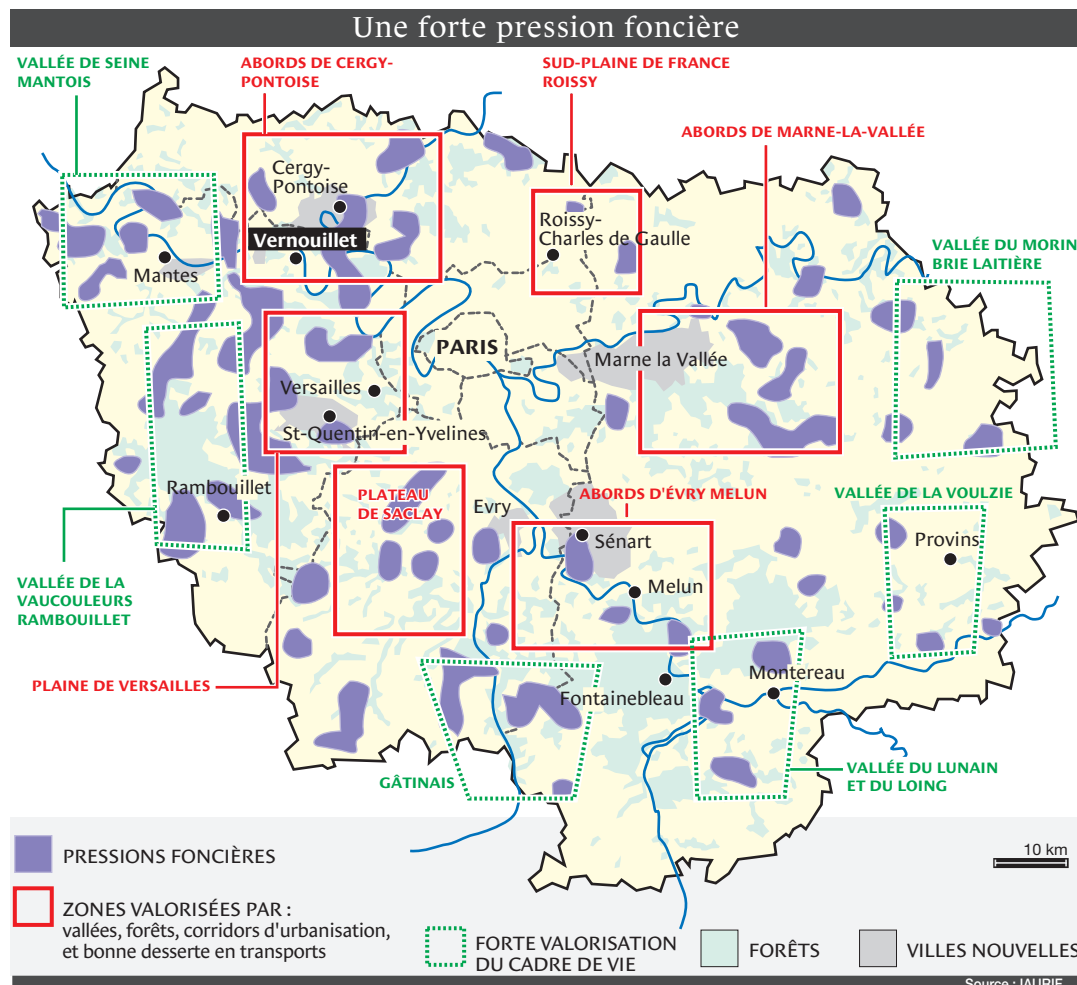 Une forte pression foncière
VALLÉE DE SEINE
MANTOIS
ABORDS DE CERGY-
PONTOISE
SUD-PLAINE DE FRANCE
ROISSY
ABORDS DE MARNE-LA-VALLÉE
Cergy-
Pontoise
Vernouillet
Mantes
Roissy-
Charles de Gaulle
VALLÉE DU MORIN
BRIE LAITIÈRE
PARIS
Marne la Vallée
Versailles
St-Quentin-en-Yvelines
Rambouillet
PLATEAU
DE SACLAY
Evry
ABORDS D'ÉVRY MELUN
Sénart
Melun
VALLÉE DE LA VOULZIE
Provins
VALLÉE DE LA
VAUCOULEURS
RAMBOUILLET
PLAINE DE VERSAILLES
Fontainebleau
Montereau
GÂTINAIS
VALLÉE DU LUNAIN
ET DU LOING
PRESSIONS FONCIÈRES
10 km
ZONES VALORISÉES PAR :
vallées, forêts, corridors d'urbanisation,
et bonne desserte en transports
FORTE VALORISATION
DU CADRE DE VIE
FORÊTS
VILLES NOUVELLES
Source : IAURIF